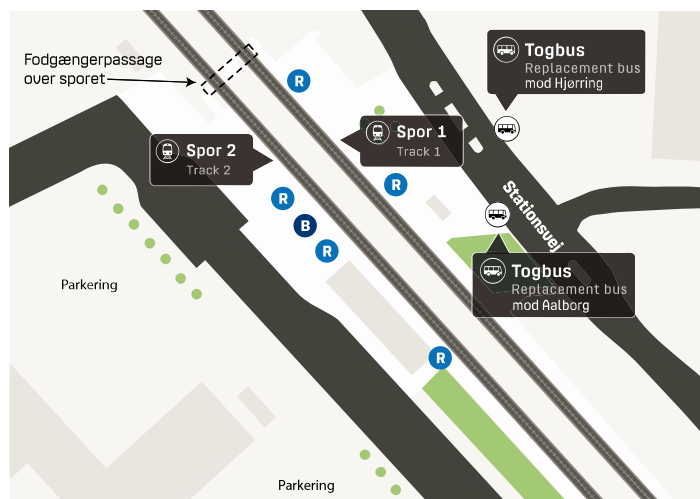 Fodgængerpassage
over sporet
R
Togbus
Replacement bus
mod Hjørring
Spor 1
Track 1
Spor 2
Track 2
R
R
B
R
Stationsvej
Togbus
Replacement bus
mod Aalborg
Parkering
R
Parkering